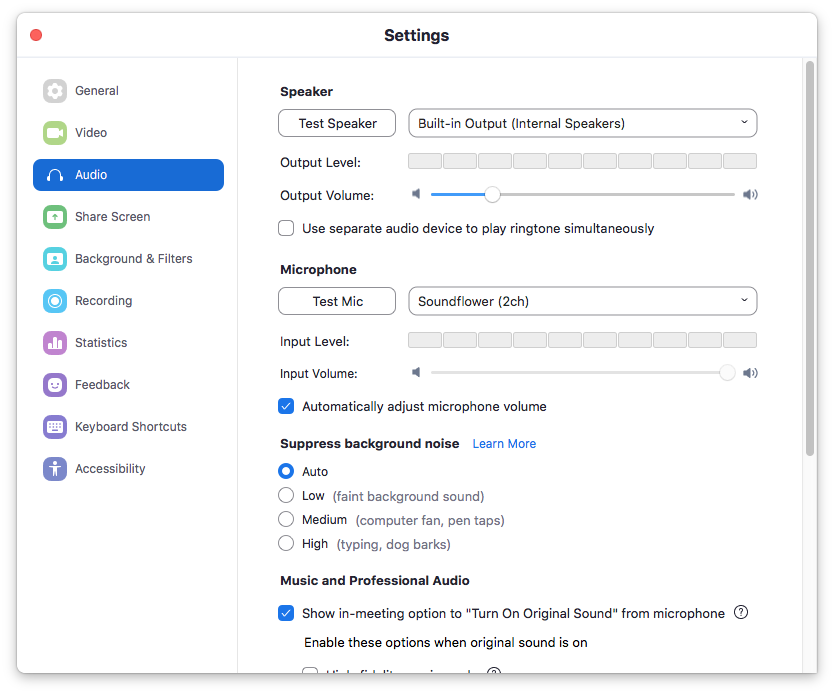 Settings
General
Video
Audio
Share Screen
Background & Filters
Recording
Statistics
Feedback
Keyboard Shortcuts
Accessibility
Speaker
Test Speaker
Built-in Output (Internal Speakers)
Output Level:
Output Volume:
Use separate audio device to play ringtone simultaneously
Microphone
Test Mic
Soundflower (2ch)
Input Level:
Input Volume:
Automatically adjust microphone volume
Suppress background noise Learn More
Auto
Low (faint background sound)
Medium (computer fan, pen taps)
High (typing, dog barks)
Music and Professional Audio
Show in-meeting option to "Turn On Original Sound" from microphone ?
Enable these options when original sound is on